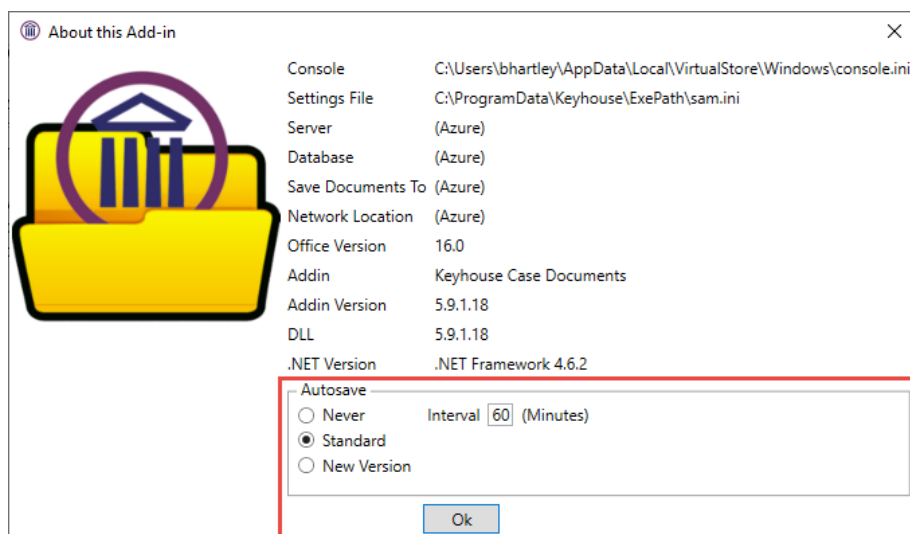 About this Add-in
Console C:\Users\bhartley\AppData\Local\VirtualStore\Windows\console.ini
Settings File C:\ProgramData\Keyhouse\ExePath\sam.ini
Server (Azure)
Database (Azure)
Save Documents To (Azure)
Network Location (Azure)
Office Version 16.0
Addin Keyhouse Case Documents
Addin Version 5.9.1.18
DLL 5.9.1.18
.NET Version .NET Framework 4.6.2
Autosave
Never Interval 60 (Minutes)
Standard
New Version
Ok